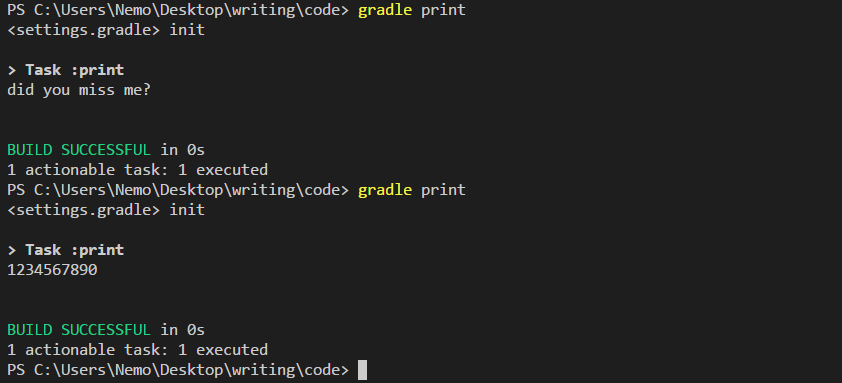 PS C:\Users\Nemo\Desktop\writing\code> gradle print
<settings.gradle> init
> Task :print
did you miss me?
BUILD SUCCESSFUL in 0s
1 actionable task: 1 executed
PS C:\Users\Nemo\Desktop\writing\code> gradle print
<settings.gradle> init
> Task :print
1234567890
BUILD SUCCESSFUL in 0s
1 actionable task: 1 executed
PS C:\Users\Nemo\Desktop\writing\code>